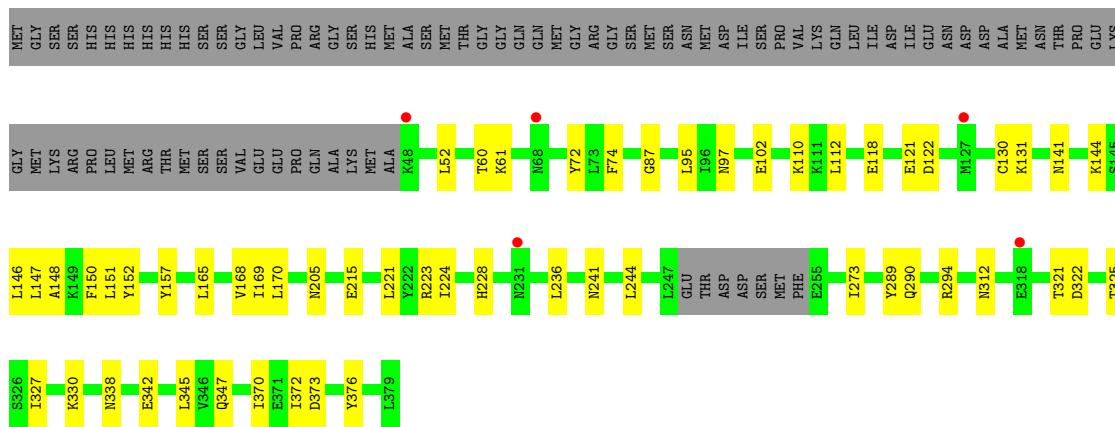 MET GLY SER SER HIS HIS HIS HIS HIS HIS SER SER GLY LEU VAL PRO ARG GLY SER HIS MET ALA SER MET THR GLY GLY GLN GLN MET GLY ARG GLY SER MET SER ASN MET ASP ILE SER PRO VAL LYS GLN LEU ILE ASP ILE GLU ASN ASP ASP ALA MET ASN THR PRO GLU LYS
GLY MET LYS ARG PRO LEU MET ARG THR MET SER SER VAL GLU GLU PRO GLN ALA LYS MET ALA K48 L52 T60 K61 N68 Y72 L73 F74 G87 L95 I96 N97 E102 K110 K111 L112 E118 E121 D122 M127 C130 K131 N141 K144 S145
L146 L147 A148 K149 F150 L151 Y152 Y157 L165 V168 I169 L170 N205 E215 L221 Y222 R223 I224 H228 N231 L236 N241 L244 L247 GLU THR ASP ASP SER MET PHE E255 I273 Y289 Q290 R294 N312 E318 T321 D322 T325
S326 I327 K330 N338 E342 L345 V346 Q347 I370 E371 I372 D373 Y376 L379